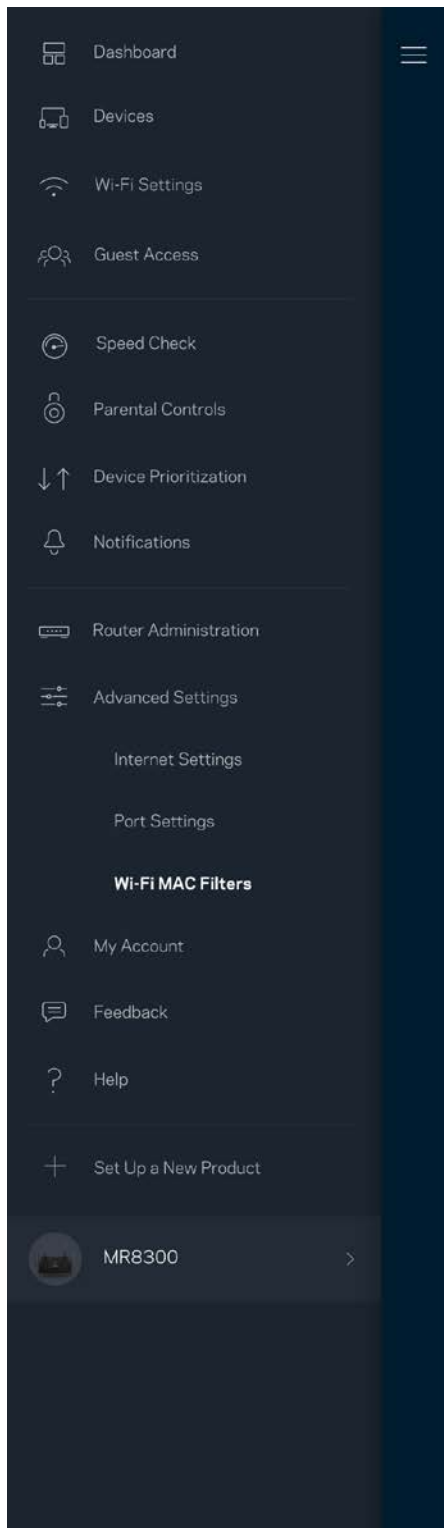 Dashboard
Devices
Wi-Fi Settings
Guest Access
Speed Check
Parental Controls
Device Prioritization
Notifications
Router Administration
Advanced Settings
Internet Settings
Port Settings
Wi-Fi MAC Filters
My Account
Feedback
Help
Set Up a New Product
MR8300